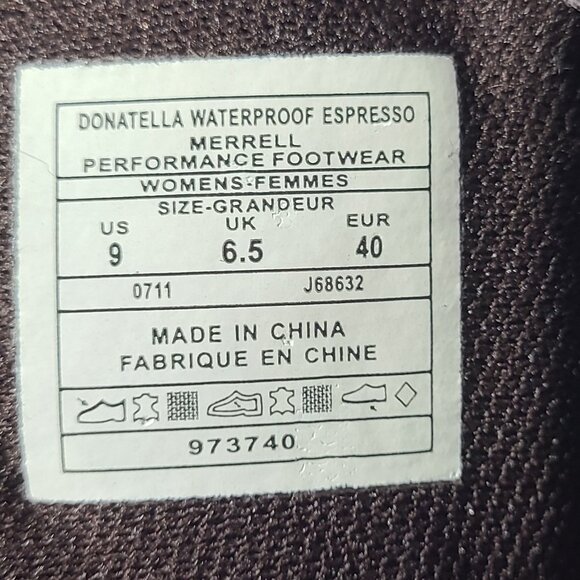 DONATELLA WATERPROOF ESPRESSO
MERRELL
PERFORMANCE FOOTWEAR
WOMENS-FEMMES
SIZE-GRANDEUR
US UK EUR
9 6.5 40
0711 J68632
MADE IN CHINA
FABRIQUE EN CHINE
973740